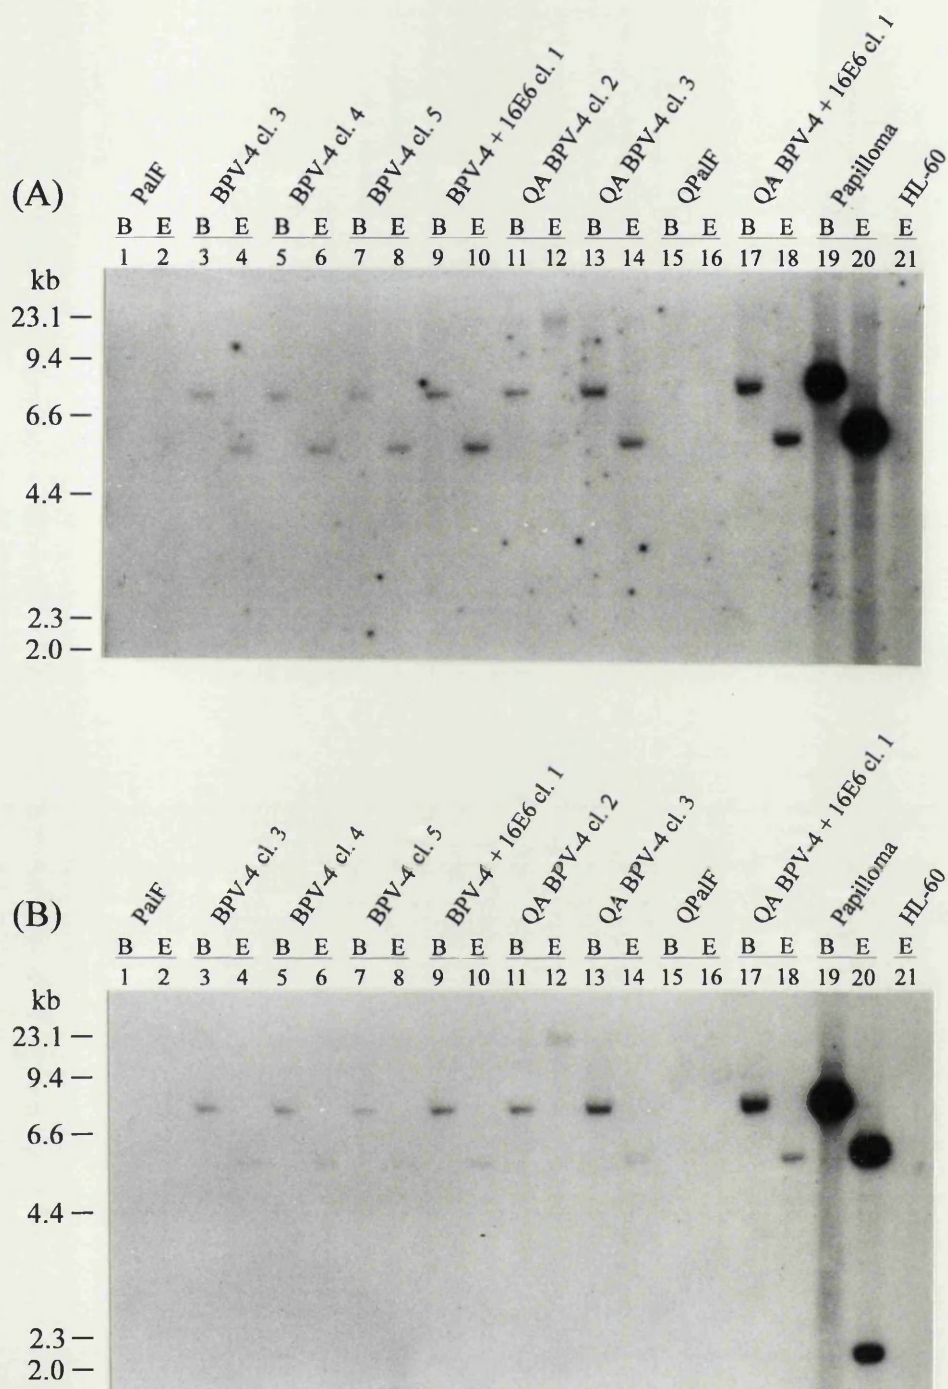 (A)
PalF
BPV-4 cl. 3
BPV-4 cl. 4
BPV-4 cl. 5
BPV-4 + 16E6 cl. 1
QA BPV-4 cl. 2
QA BPV-4 cl. 3
QPalF
QA BPV-4 + 16E6 cl. 1
Papilloma
HL-60
B E B E B E B E B E B E B E B E B E B E E
1 2 3 4 5 6 7 8 9 10 11 12 13 14 15 16 17 18 19 20 21
kb
23.1
9.4
6.6
4.4
2.3
2.0
(B)
PalF
BPV-4 cl. 3
BPV-4 cl. 4
BPV-4 cl. 5
BPV-4 + 16E6 cl. 1
QA BPV-4 cl. 2
QA BPV-4 cl. 3
QPalF
QA BPV-4 + 16E6 cl. 1
Papilloma
HL-60
B E B E B E B E B E B E B E B E B E B E E
1 2 3 4 5 6 7 8 9 10 11 12 13 14 15 16 17 18 19 20 21
kb
23.1
9.4
6.6
4.4
2.3
2.0